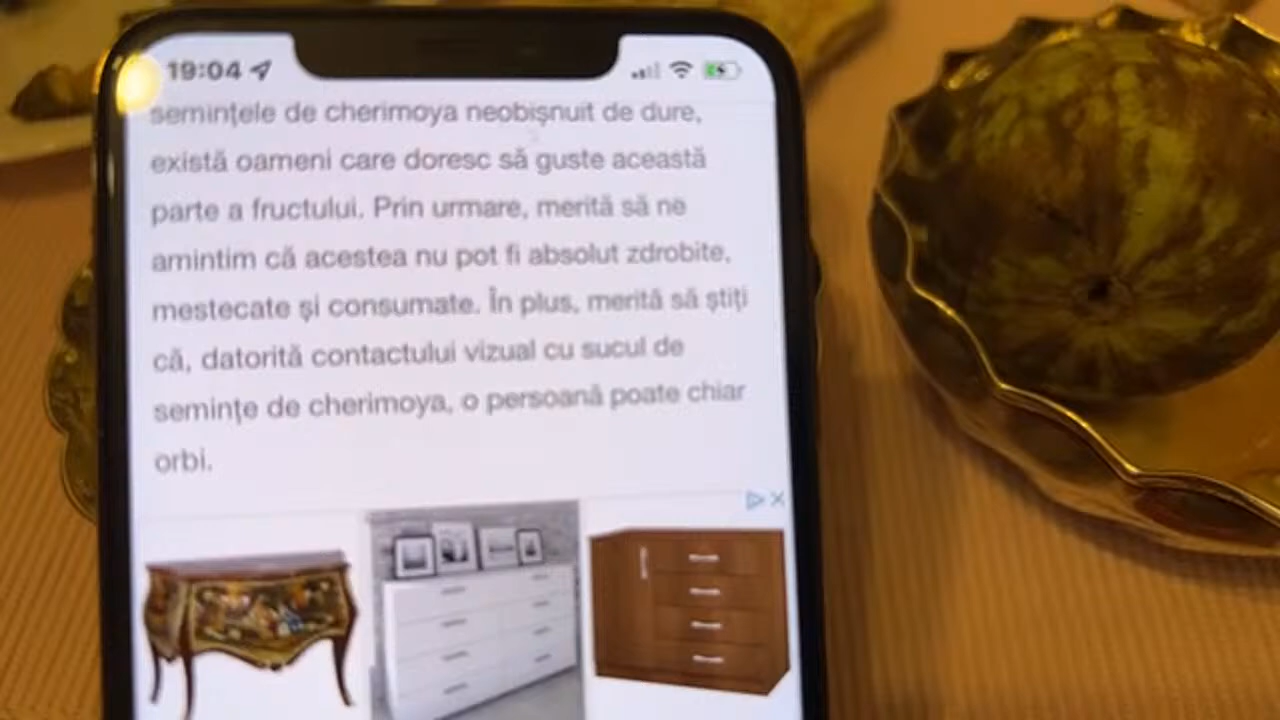 19:04
semințele de cherimoya neobișnuit de dure,
există oameni care doresc să guste această
parte a fructului. Prin urmare, merită să ne
amintim că acestea nu pot fi absolut zdrobite,
mestecate și consumate. În plus, merită să știți
că, datorită contactului vizual cu sucul de
semințe de cherimoya, o persoană poate chiar
orbi.